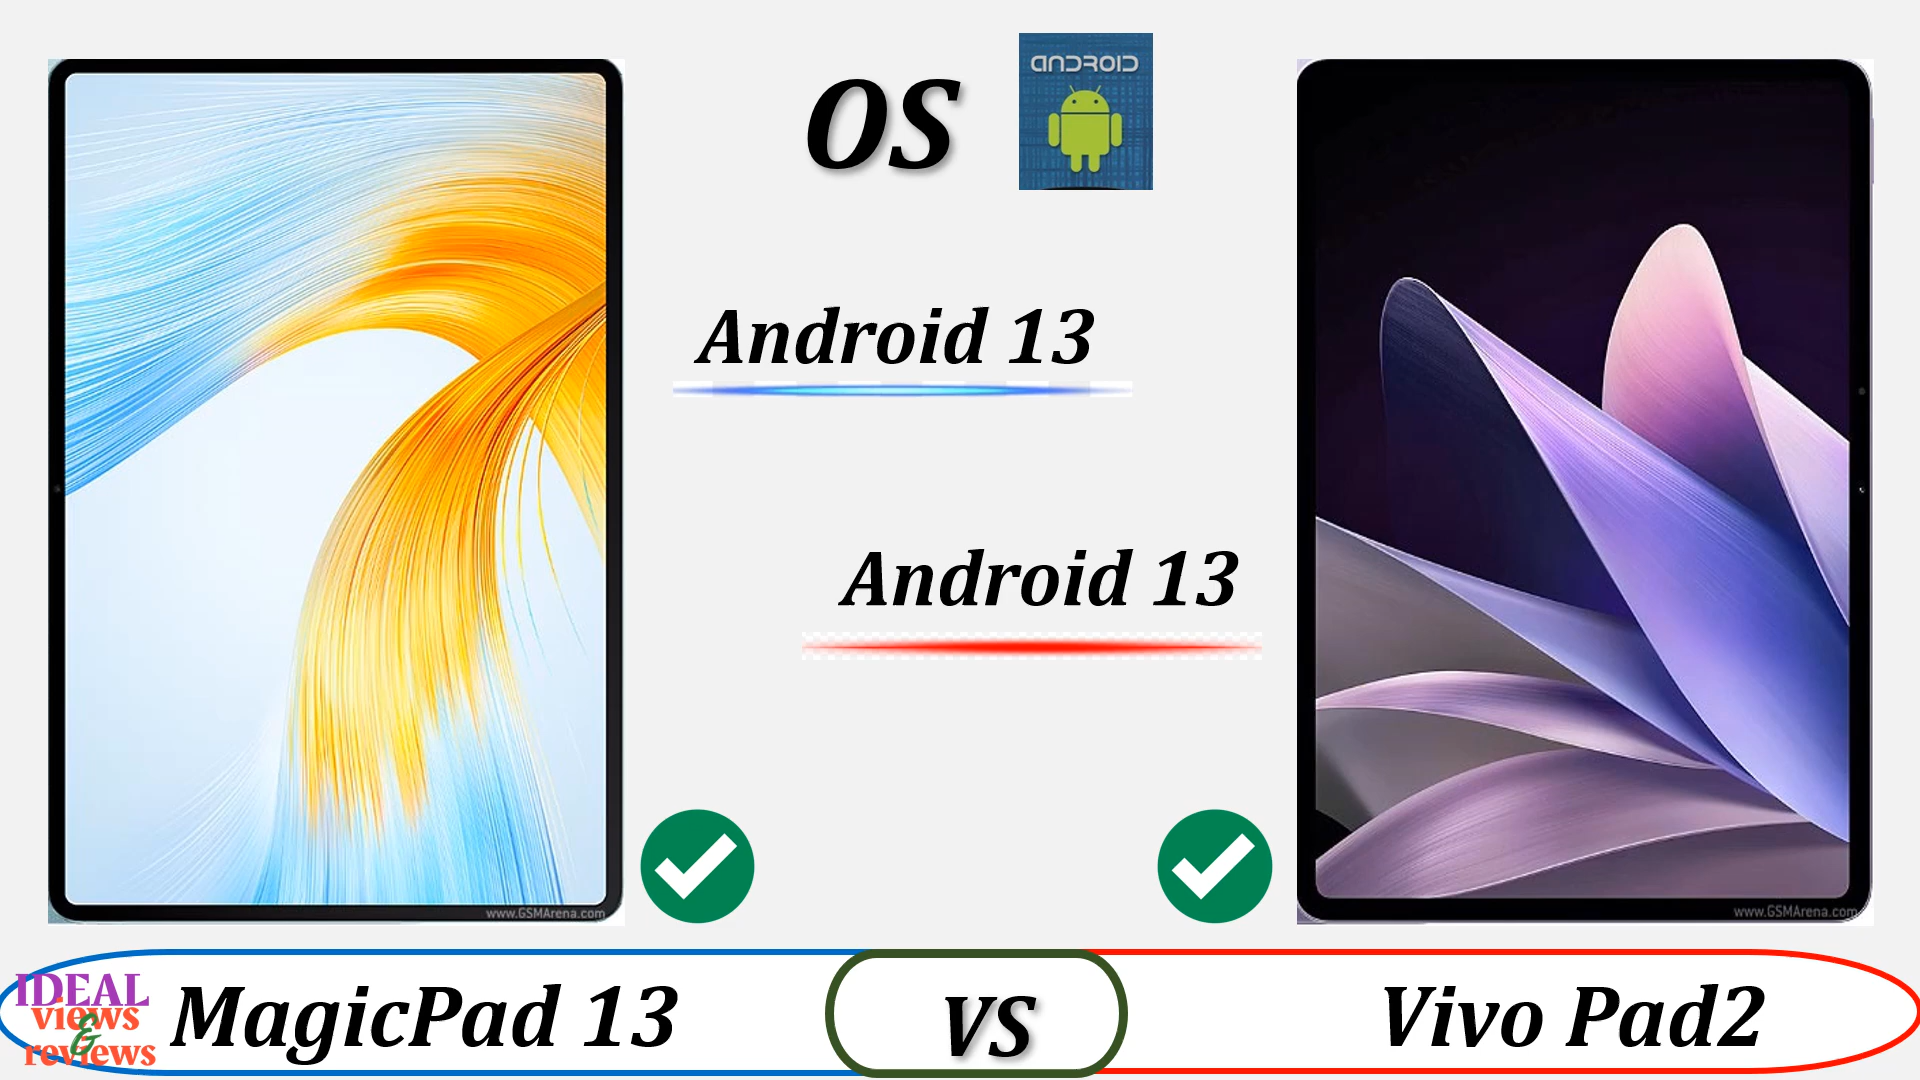 OS
ANDROID
Android 13
Android 13
www.GSMArena.com
www.GSMArena.com
IDEAL
views
&
reviews
MagicPad 13
VS
Vivo Pad2